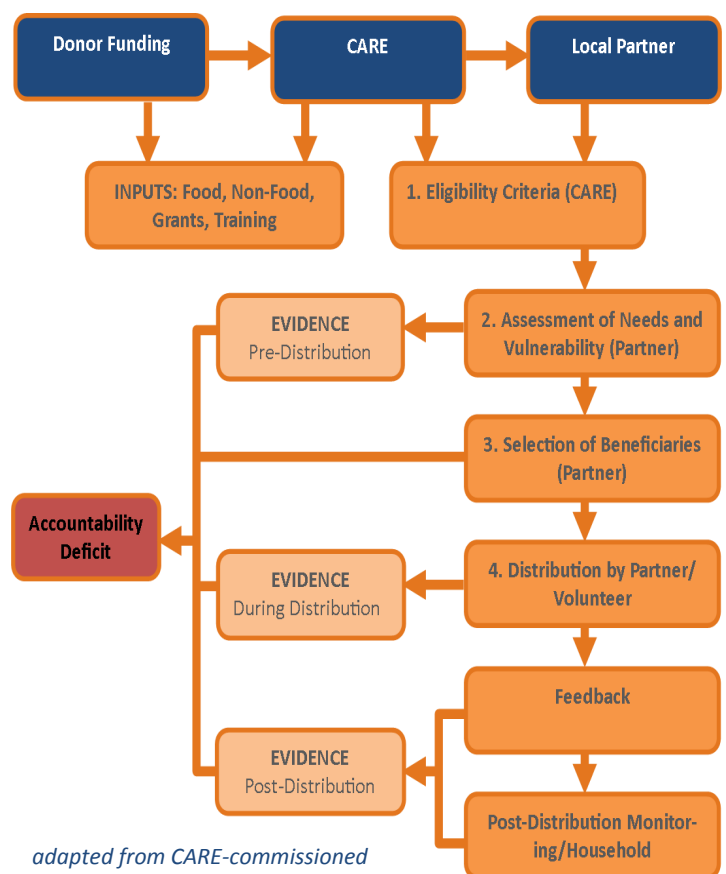 Donor Funding
CARE
Local Partner
INPUTS: Food, Non-Food,
Grants, Training
1. Eligibility Criteria (CARE)
EVIDENCE
Pre-Distribution
2. Assessment of Needs and
Vulnerability (Partner)
3. Selection of Beneficiaries
(Partner)
Accountability
Deficit
EVIDENCE
During Distribution
4. Distribution by Partner/
Volunteer
Feedback
EVIDENCE
Post-Distribution
Post-Distribution Monitor-
ing/Household
adapted from CARE-commissioned